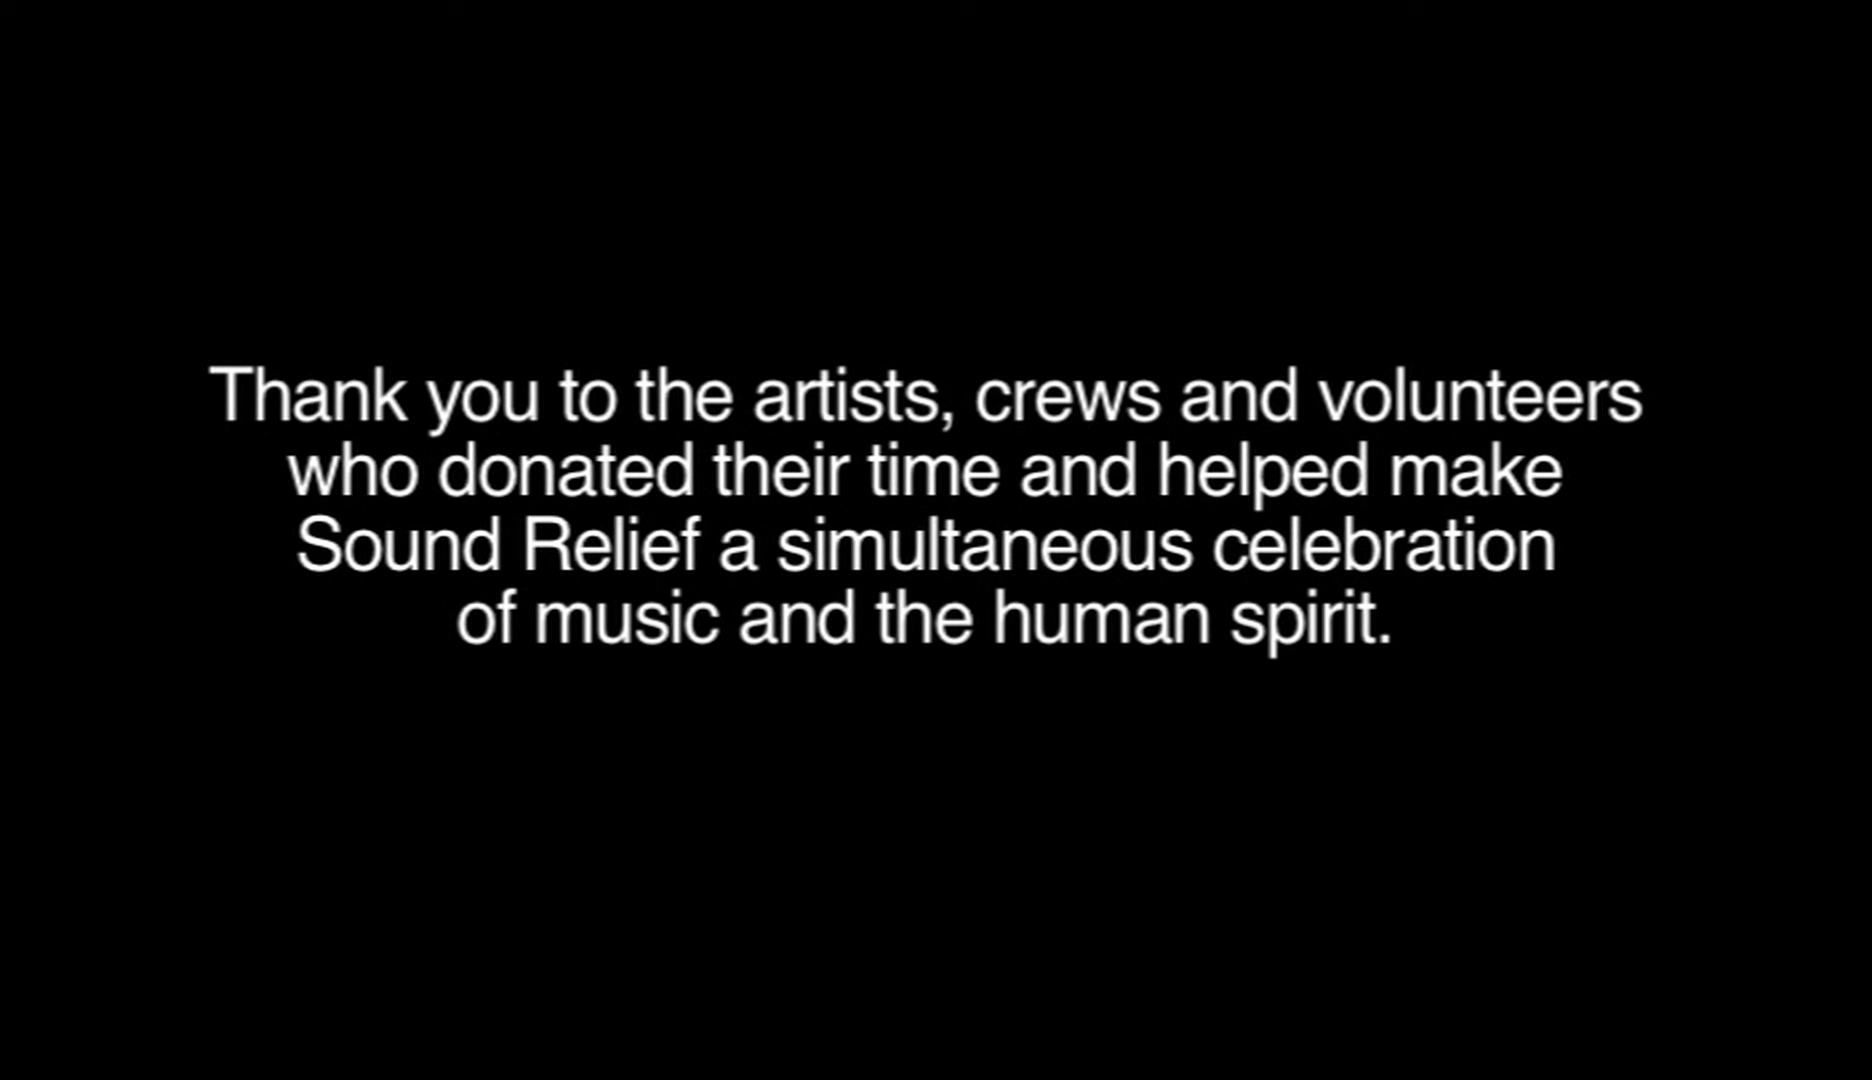 Thank you to the artists, crews and volunteers
who donated their time and helped make
Sound Relief a simultaneous celebration
of music and the human spirit.